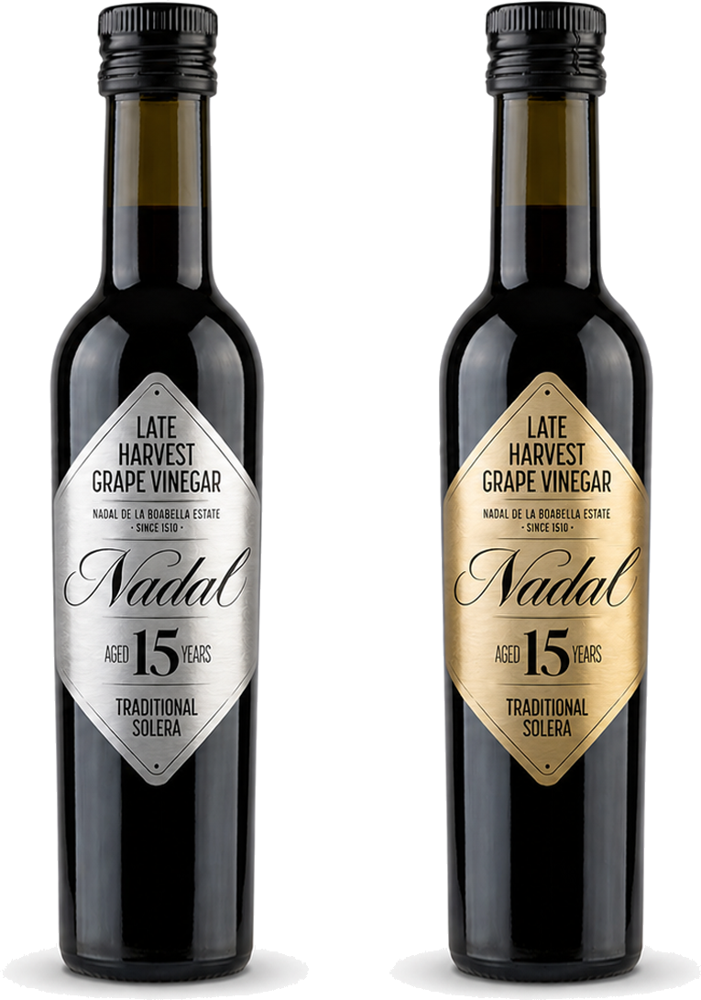 LATE
HARVEST
GRAPE VINEGAR
NADAL DE LA BOABELLA ESTATE
· SINCE 1510 ·
Nadal
AGED 15 YEARS
TRADITIONAL
SOLERA
LATE
HARVEST
GRAPE VINEGAR
NADAL DE LA BOABELLA ESTATE
· SINCE 1510 ·
Nadal
AGED 15 YEARS
TRADITIONAL
SOLERA